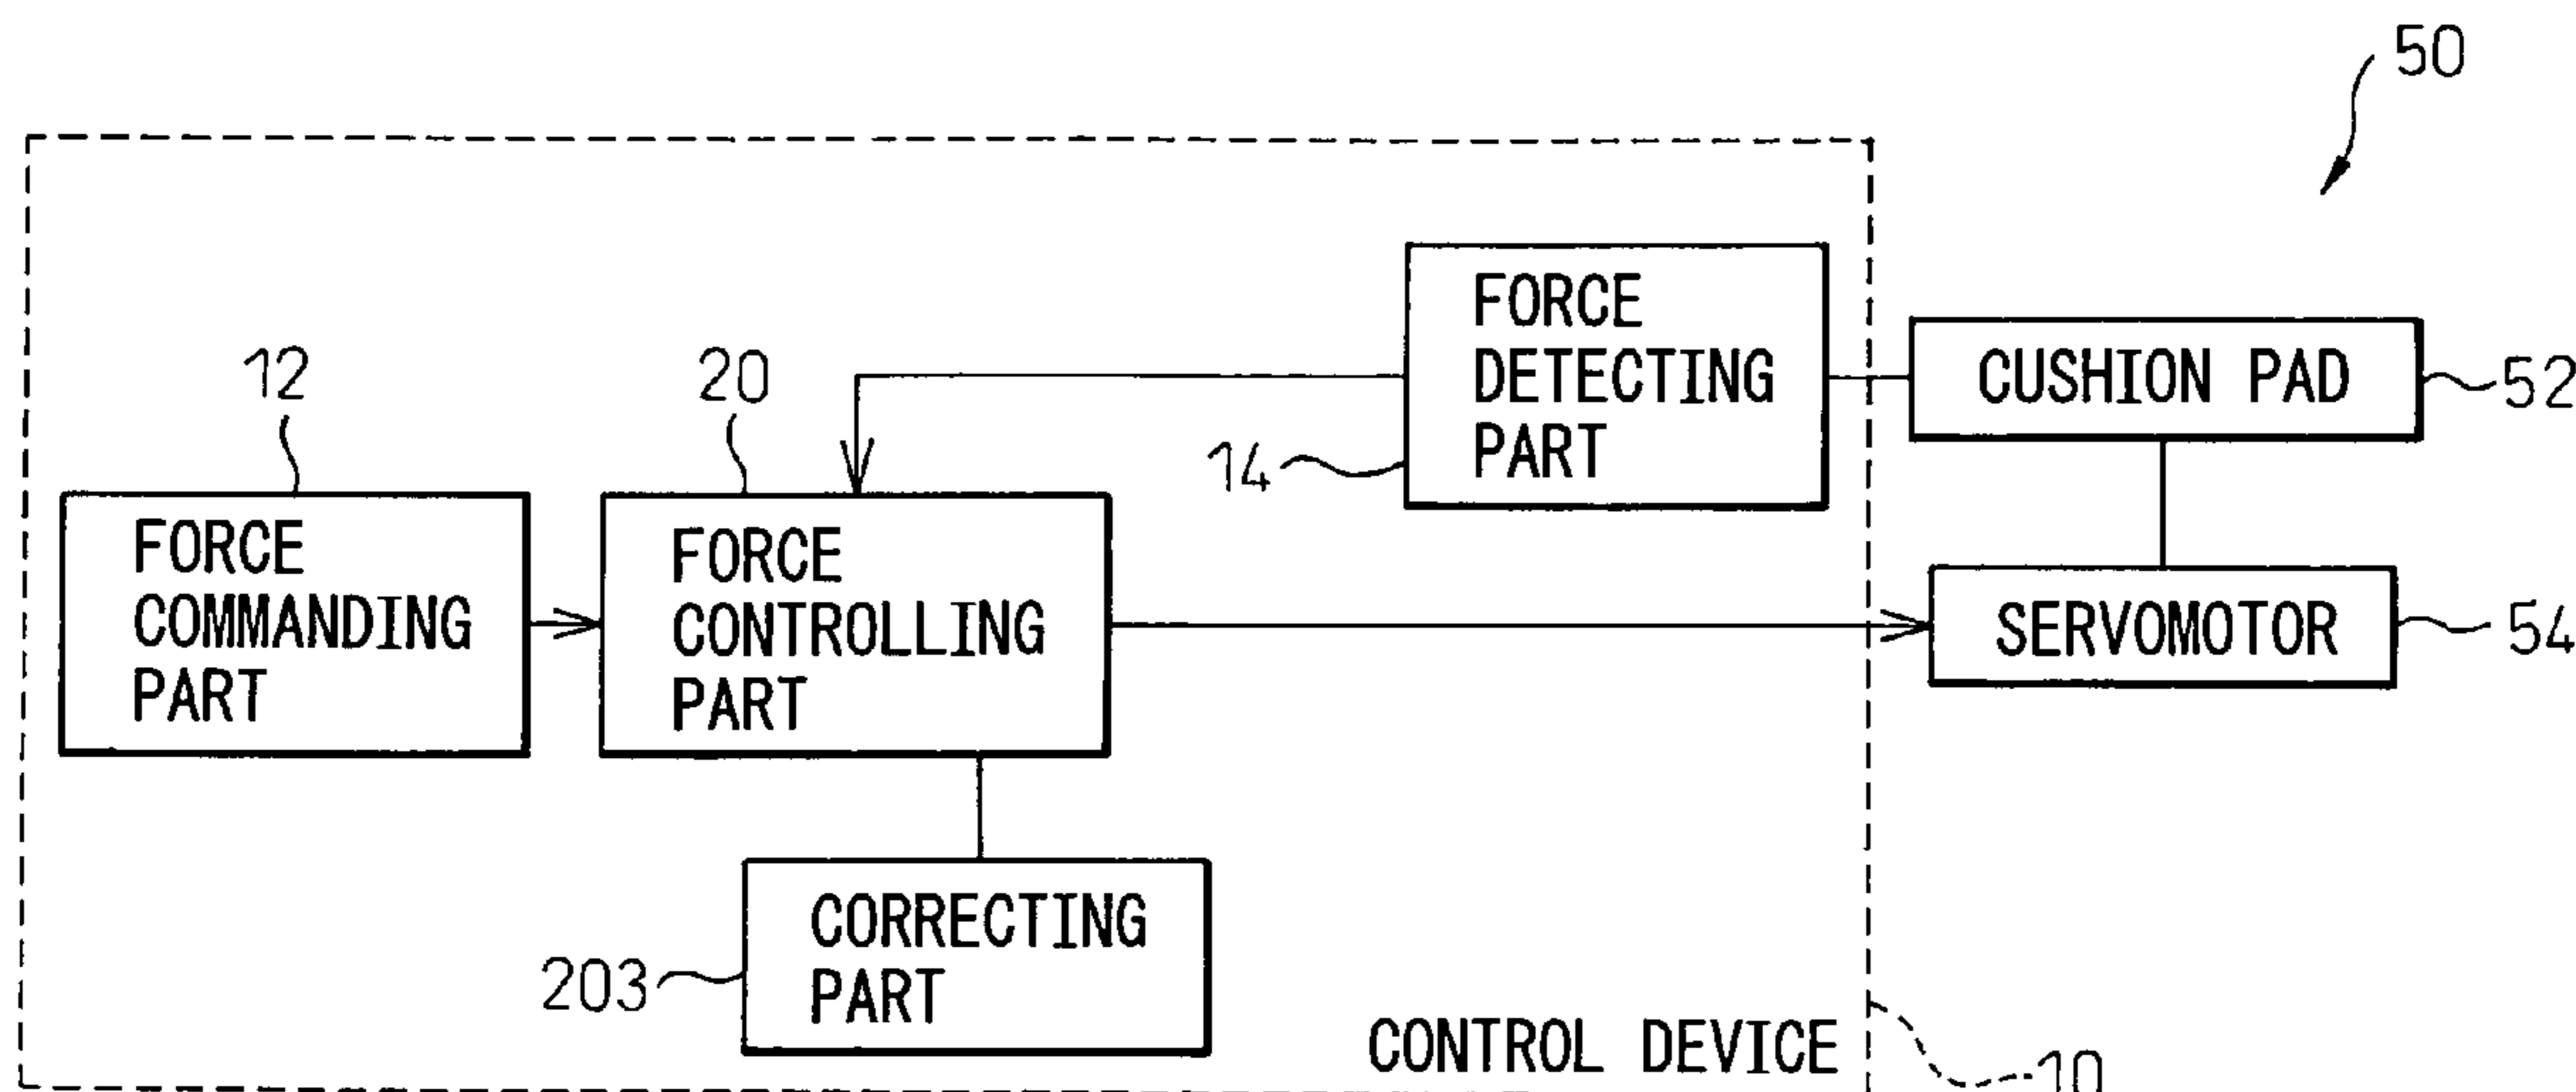 50
FORCE
DETECTING
PART
14
CUSHION PAD
52
12
FORCE
COMMANDING
PART
20
FORCE
CONTROLLING
PART
SERVOMOTOR
54
CORRECTING
PART
203
CONTROL DEVICE
10